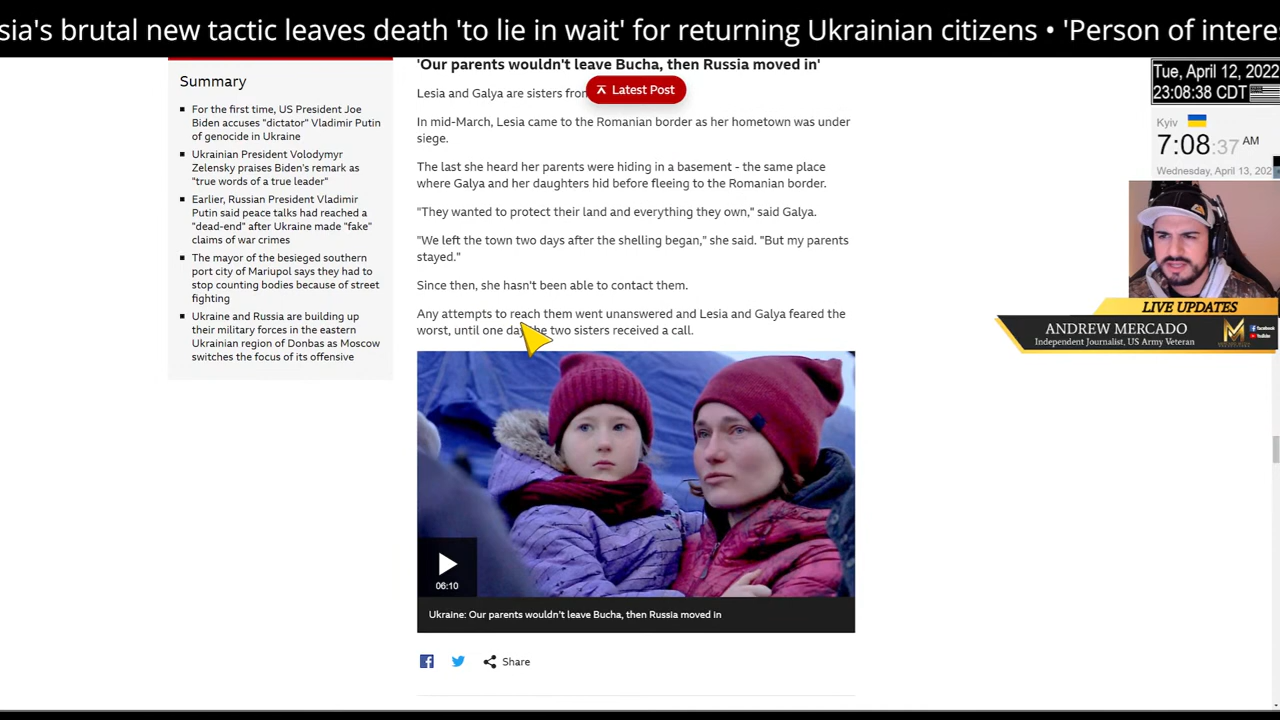 sia's brutal new tactic leaves death 'to lie in wait' for returning Ukrainian citizens • 'Person of intere
Tue, April 12, 2022
23:08:38 CDT
Kyiv
7:08:37 AM
Wednesday, April 13, 202
LIVE UPDATES
ANDREW MERCADO
Independent Journalist, US Army Veteran
Summary
For the first time, US President Joe
Biden accuses "dictator" Vladimir Putin
of genocide in Ukraine
Ukrainian President Volodymyr
Zelensky praises Biden's remark as
"true words of a true leader"
Earlier, Russian President Vladimir
Putin said peace talks had reached a
"dead-end" after Ukraine made "fake"
claims of war crimes
The mayor of the besieged southern
port city of Mariupol says they had to
stop counting bodies because of street
fighting
Ukraine and Russia are building up
their military forces in the eastern
Ukrainian region of Donbas as Moscow
switches the focus of its offensive
'Our parents wouldn't leave Bucha, then Russia moved in'
Latest Post
Lesia and Galya are sisters from
In mid-March, Lesia came to the Romanian border as her hometown was under
siege.
The last she heard her parents were hiding in a basement - the same place
where Galya and her daughters hid before fleeing to the Romanian border.
"They wanted to protect their land and everything they own," said Galya.
"We left the town two days after the shelling began," she said. "But my parents
stayed."
Since then, she hasn't been able to contact them.
Any attempts to reach them went unanswered and Lesia and Galya feared the
worst, until one day the two sisters received a call.
06:10
Ukraine: Our parents wouldn't leave Bucha, then Russia moved in
Share